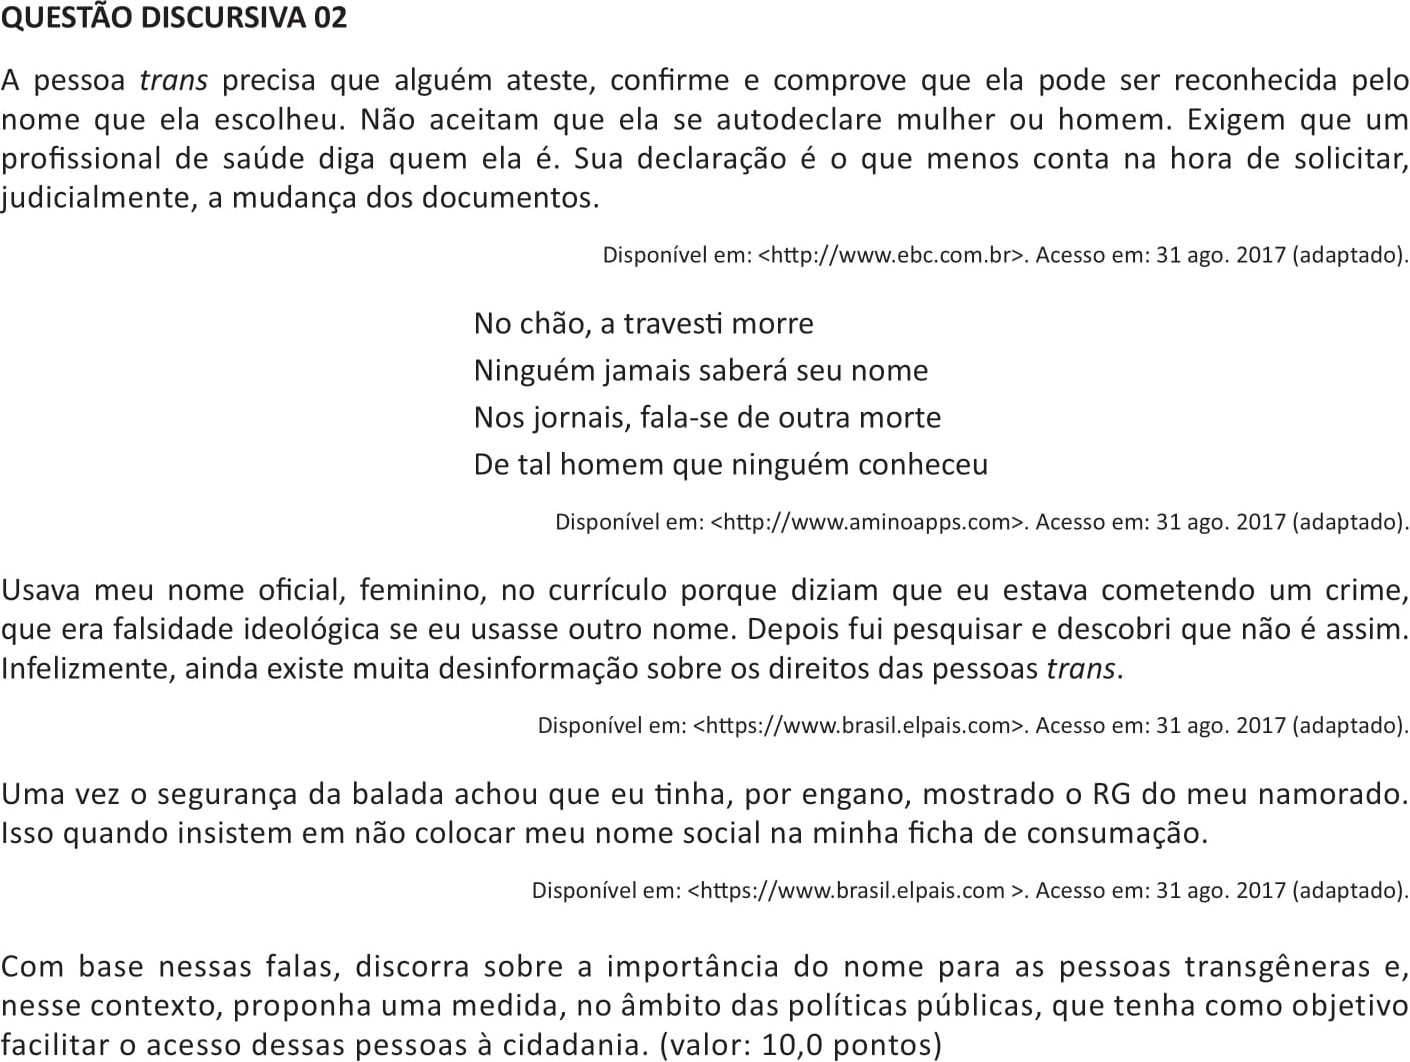 QUESTÃO DISCURSIVA 02
A pessoa trans precisa que alguém ateste, confirme e comprove que ela pode ser reconhecida pelo
nome que ela escolheu. Não aceitam que ela se autodeclare mulher ou homem. Exigem que um
profissional de saúde diga quem ela é. Sua declaração é o que menos conta na hora de solicitar,
judicialmente, a mudança dos documentos.
Disponível em: <http://www.ebc.com.br>. Acesso em: 31 ago. 2017 (adaptado).
No chão, a travesti morre
Ninguém jamais saberá seu nome
Nos jornais, fala-se de outra morte
De tal homem que ninguém conheceu
Disponível em: <http://www.aminoapps.com>. Acesso em: 31 ago. 2017 (adaptado).
Usava meu nome oficial, feminino, no currículo porque diziam que eu estava cometendo um crime,
que era falsidade ideológica se eu usasse outro nome. Depois fui pesquisar e descobri que não é assim.
Infelizmente, ainda existe muita desinformação sobre os direitos das pessoas trans.
Disponível em: <https://www.brasil.elpais.com>. Acesso em: 31 ago. 2017 (adaptado).
Uma vez o segurança da balada achou que eu tinha, por engano, mostrado o RG do meu namorado.
Isso quando insistem em não colocar meu nome social na minha ficha de consumação.
Disponível em: <https://www.brasil.elpais.com >. Acesso em: 31 ago. 2017 (adaptado).
Com base nessas falas, discorra sobre a importância do nome para as pessoas transgêneras e,
nesse contexto, proponha uma medida, no âmbito das políticas públicas, que tenha como objetivo
facilitar o acesso dessas pessoas à cidadania. (valor: 10,0 pontos)